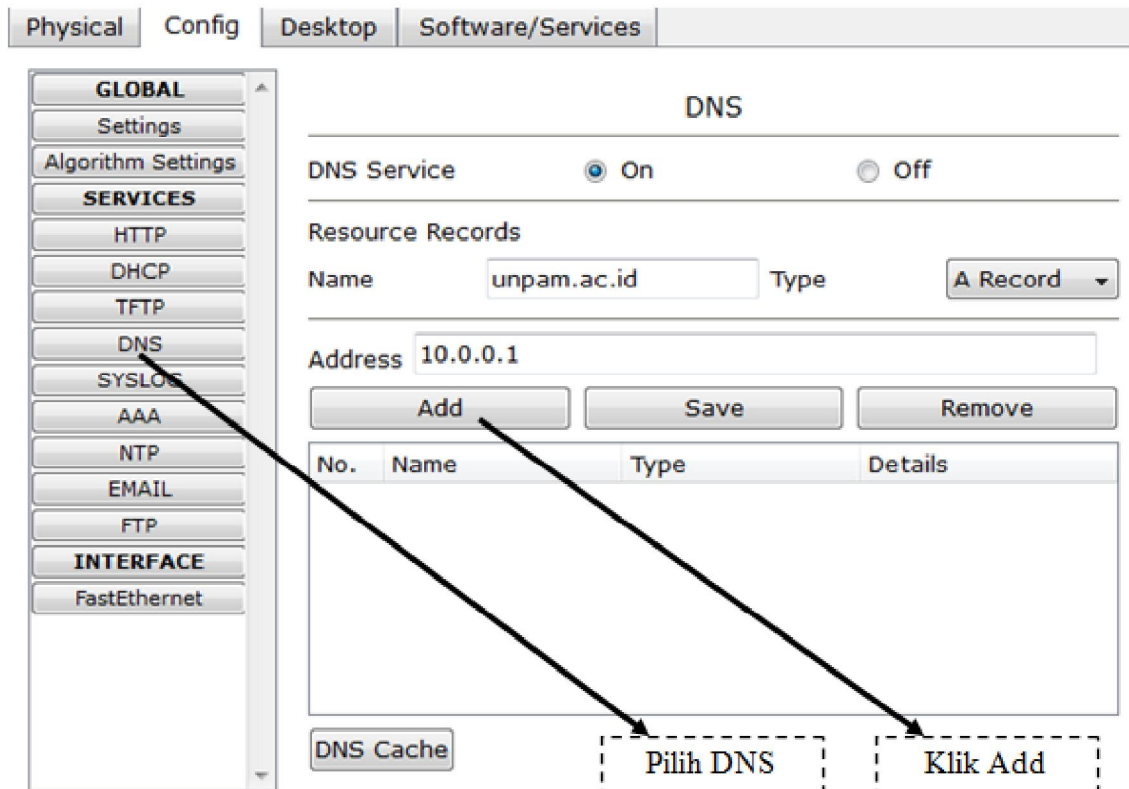 Physical Config Desktop Software/Services
GLOBAL
Settings
Algorithm Settings
SERVICES
HTTP
DHCP
TFTP
DNS
SYSLOG
AAA
NTP
EMAIL
FTP
INTERFACE
FastEthernet
DNS
DNS Service On Off
Resource Records
Name unpam.ac.id Type A Record
Address 10.0.0.1
Add Save Remove
No. Name Type Details
DNS Cache
Pilih DNS
Klik Add